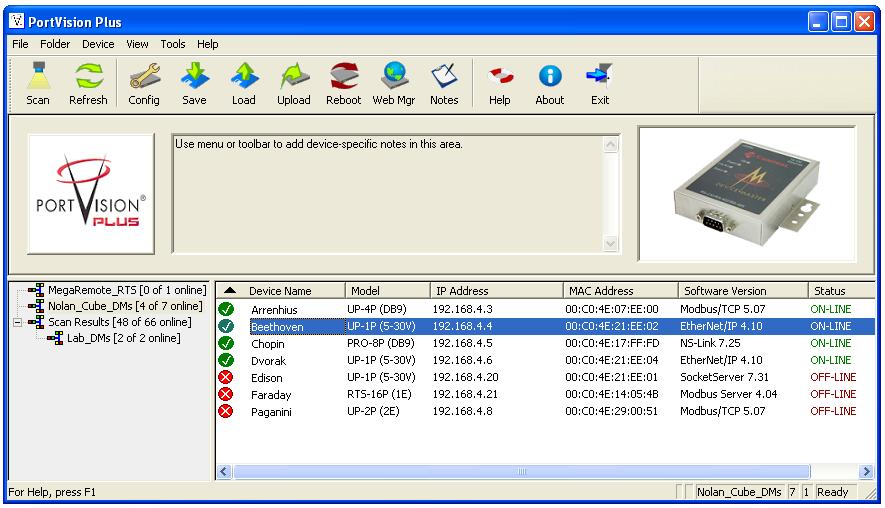 PortVision Plus
File Folder Device View Tools Help
Scan Refresh Config Save Load Upload Reboot Web Mgr Notes Help About Exit
Use menu or toolbar to add device-specific notes in this area.
PORTVISION®
PLUS
COMTROL
DEVICEMASTER
MegaRemote_RTS [0 of 1 online]
Nolan_Cube_DMs [4 of 7 online]
Scan Results [48 of 66 online]
Lab_DMs [2 of 2 online]
Device Name Model IP Address MAC Address Software Version Status
Arrenhius UP-4P (DB9) 192.168.4.3 00:C0:4E:07:EE:00 Modbus/TCP 5.07 ON-LINE
Beethoven UP-1P (5-30V) 192.168.4.4 00:C0:4E:21:EE:02 EtherNet/IP 4.10 ON-LINE
Chopin PRO-8P (DB9) 192.168.4.5 00:C0:4E:17:FF:FD NS-Link 7.25 ON-LINE
Dvorak UP-1P (5-30V) 192.168.4.6 00:C0:4E:21:EE:04 EtherNet/IP 4.10 ON-LINE
Edison UP-1P (5-30V) 192.168.4.20 00:C0:4E:21:EE:01 SocketServer 7.31 OFF-LINE
Faraday RTS-16P (1E) 192.168.4.21 00:C0:4E:14:05:4B Modbus Server 4.04 OFF-LINE
Paganini UP-2P (2E) 192.168.4.8 00:C0:4E:29:00:51 Modbus/TCP 5.07 OFF-LINE
For Help, press F1 Nolan_Cube_DMs 7 1 Ready